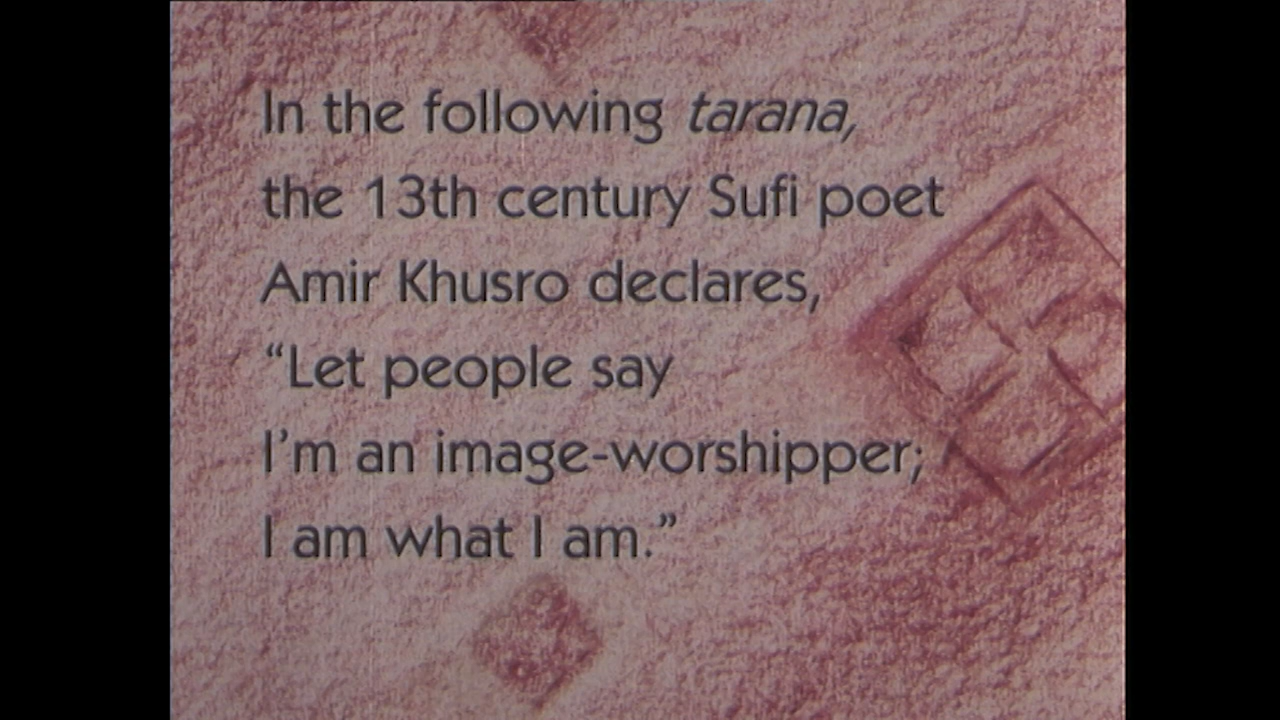 In the following tarana,
the 13th century Sufi poet
Amir Khusro declares,
“Let people say
I’m an image-worshipper;
I am what I am.”